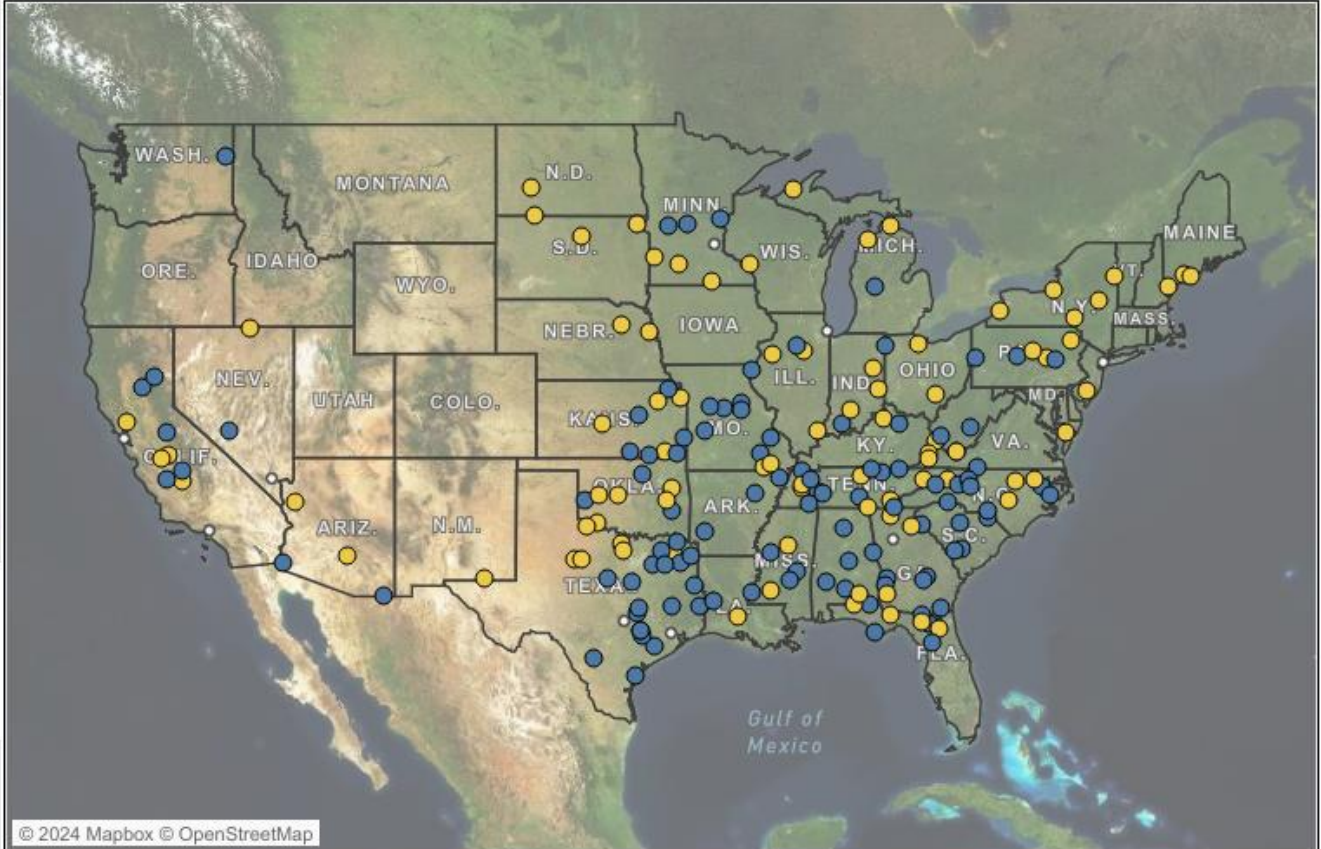 WASH.
MONTANA
N.D.
MINN.
MAINE
ORE.
IDAHO
S.D.
WIS.
MICH.
VT.
WYO.
N.Y.
MASS.
NEBR.
IOWA
NEV.
ILL.
IND.
OHIO
PA.
UTAH
COLO.
MD.
KANS.
MO.
KY.
VA.
CALIF.
OKLA.
TENN.
N.C.
ARIZ.
N.M.
ARK.
S.C.
TEXAS
MISS.
GA.
LA.
FLA.
Gulf of
Mexico
© 2024 Mapbox © OpenStreetMap